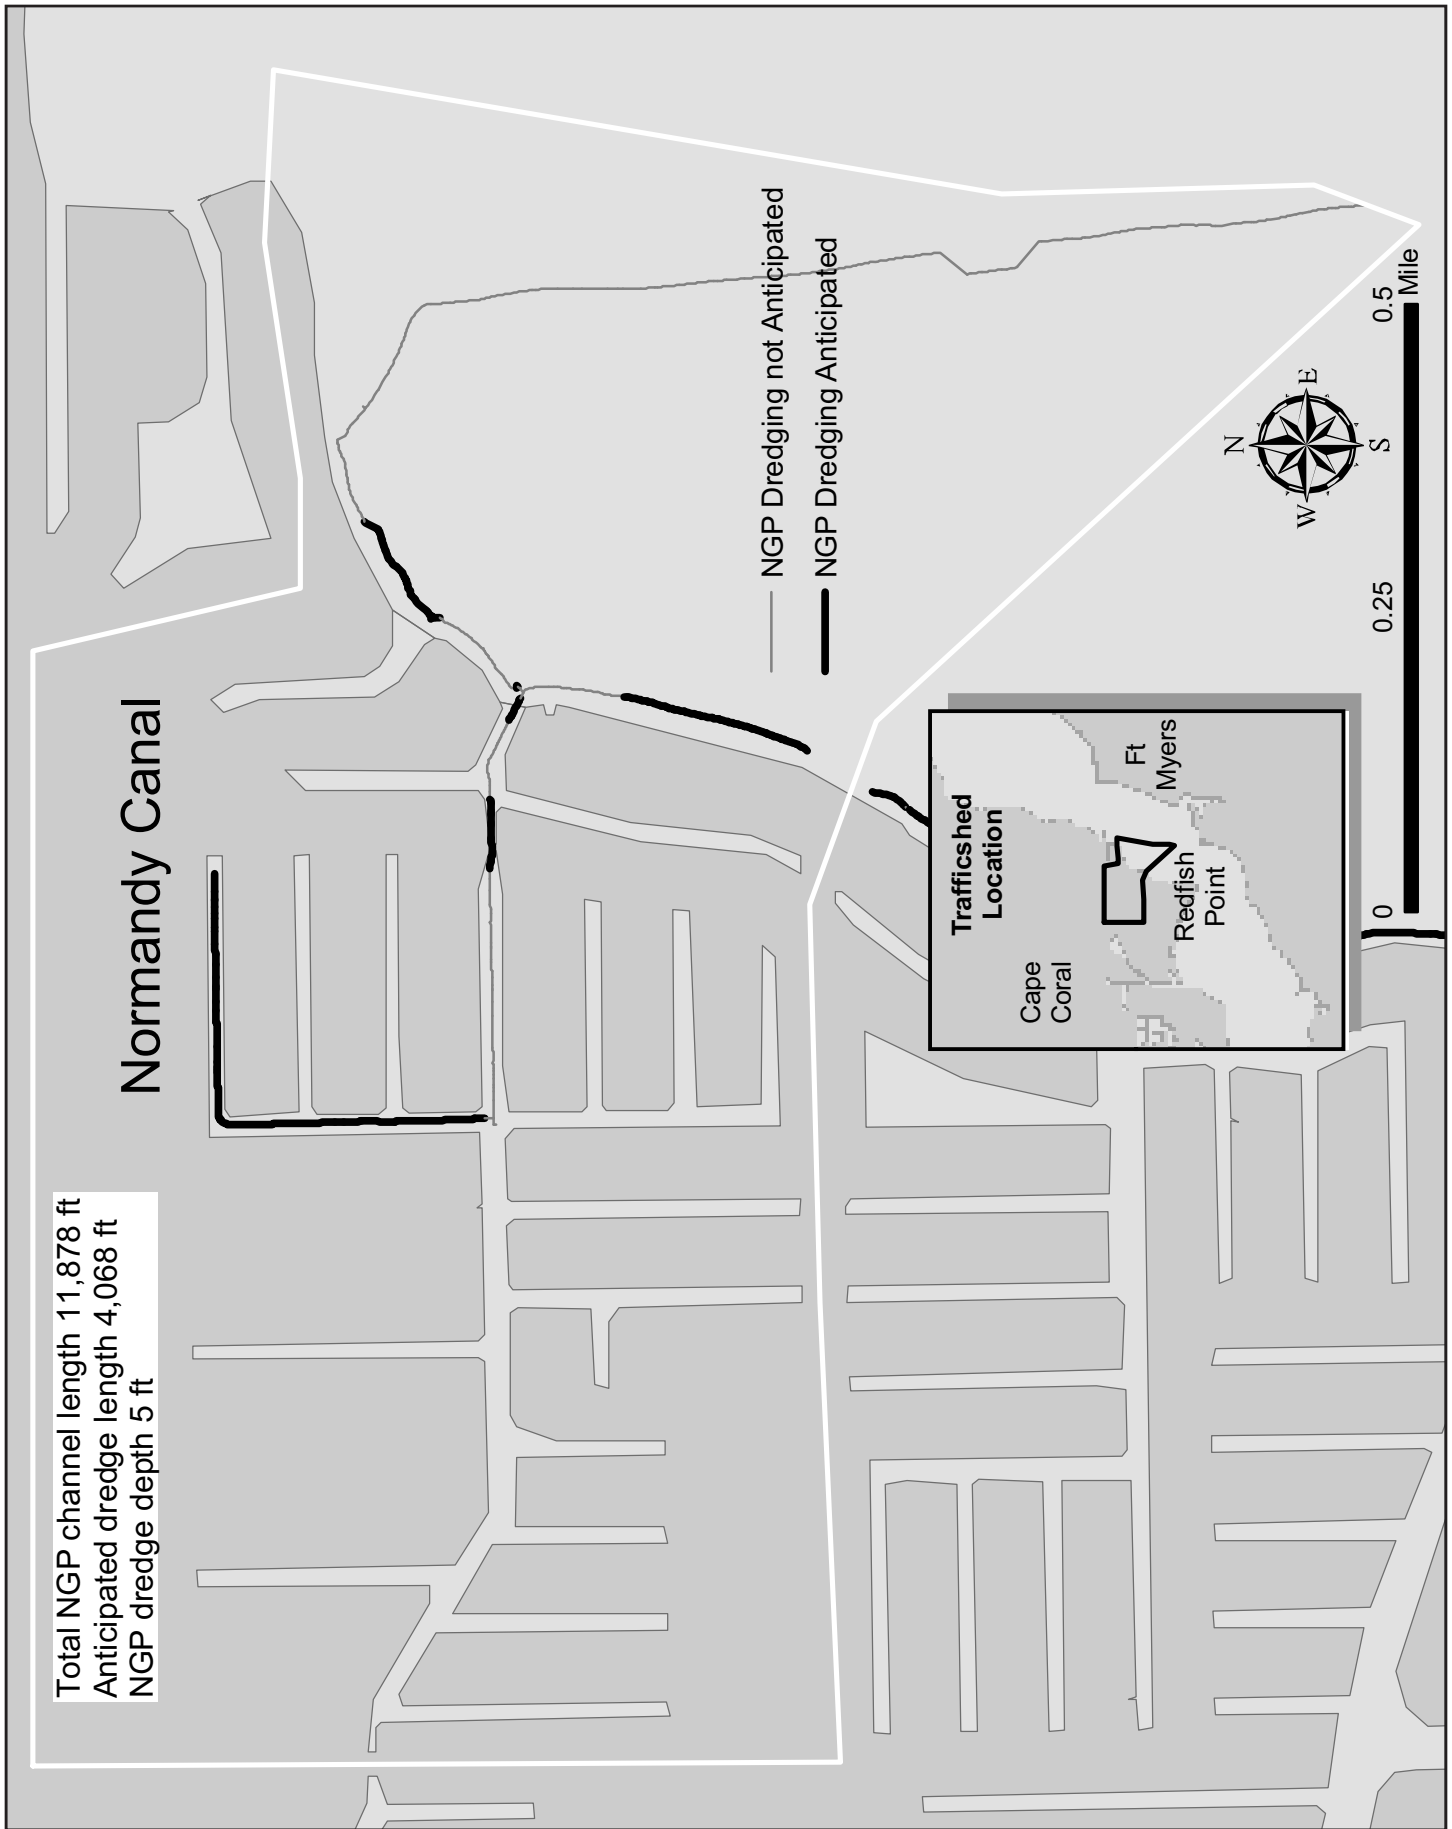 Normandy Canal
Total NGP channel length 11,878 ft
Anticipated dredge length 4,068 ft
NGP dredge depth 5 ft
NGP Dredging not Anticipated
NGP Dredging Anticipated
Trafficshed
Location
Cape
Coral
Ft
Myers
Redfish
Point
N
W
E
S
0
0.25
0.5
Mile